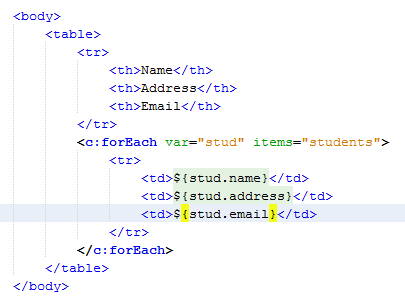 <body>
<table>
<tr>
<th>Name</th>
<th>Address</th>
<th>Email</th>
</tr>
<c:forEach var="stud" items="students">
<tr>
<td>${stud.name}</td>
<td>${stud.address}</td>
<td>${stud.email}</td>
</tr>
</c:forEach>
</table>
</body>